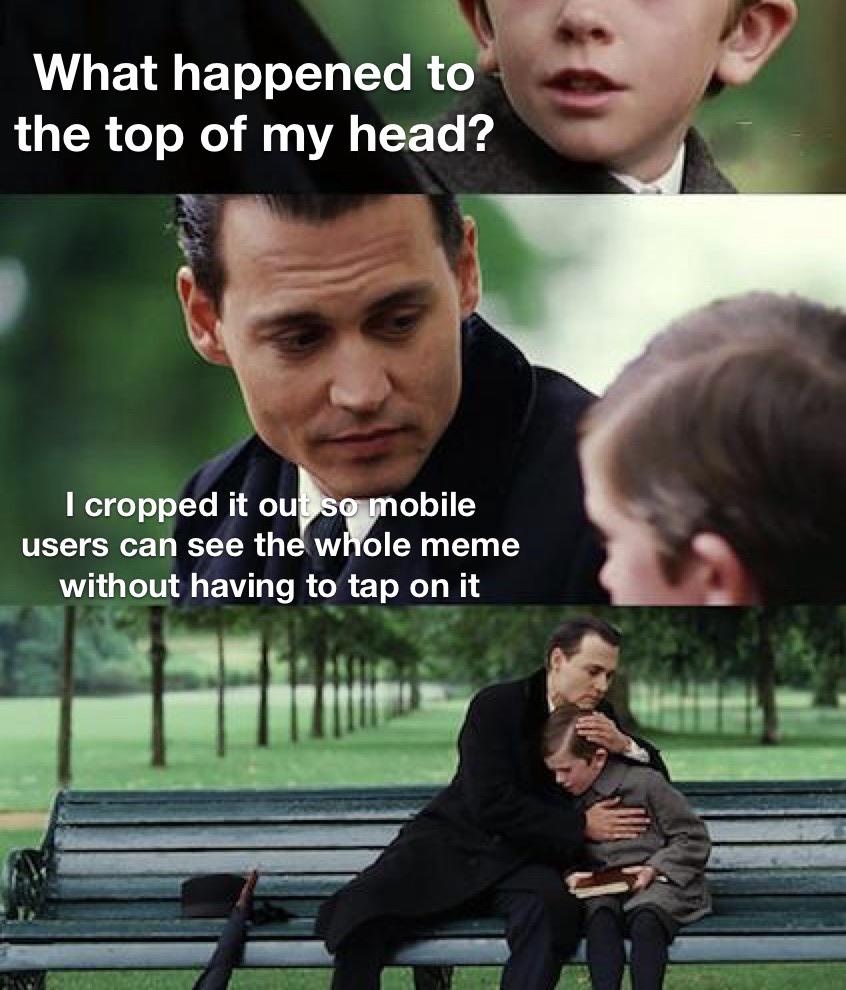 What happened to
the top of my head?
I cropped it out so mobile
users can see the whole meme
without having to tap on it